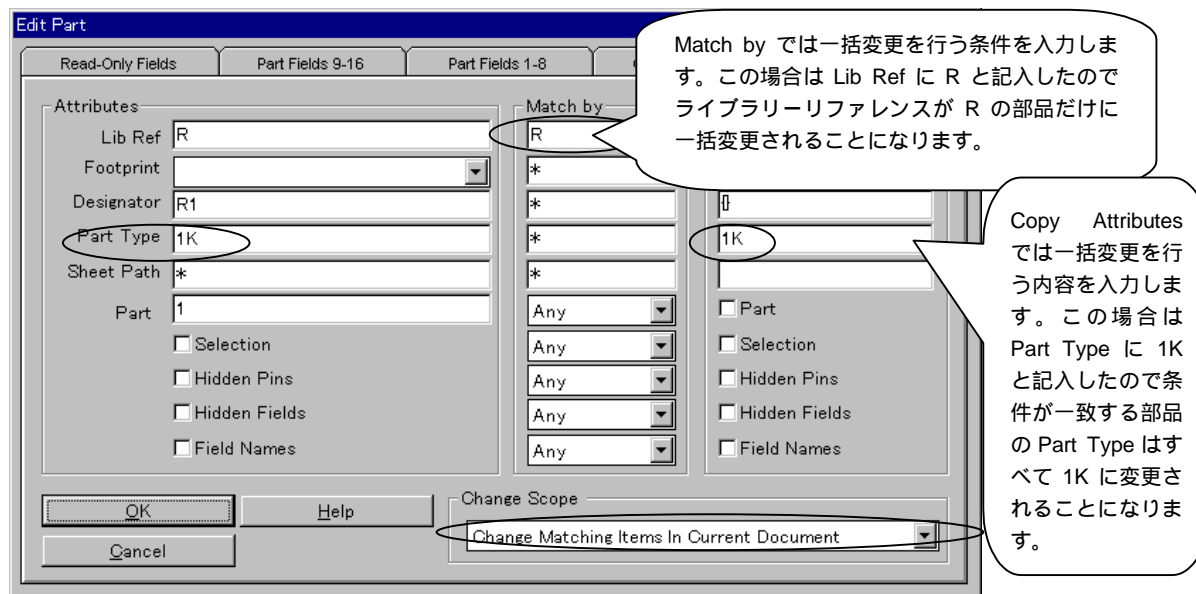 Edit Part
Read-Only Fields Part Fields 9-16 Part Fields 1-8
Match by では一括変更を行う条件を入力しま
す。この場合は Lib Ref に R と記入したので
ライブラリーリファレンスが R の部品だけに
一括変更されることになります。
Attributes Match by
Lib Ref R R
Footprint *
Designator R1 * {}
Part Type 1K * 1K
Sheet Path * *
Part 1 Any Part
Selection Any Selection
Hidden Pins Any Hidden Pins
Hidden Fields Any Hidden Fields
Field Names Any Field Names
Copy Attributes
では一括変更を行
う内容を入力しま
す。この場合は
Part Type に 1K
と記入したので条
件が一致する部品
の Part Type はす
べて 1K に変更さ
れることになりま
す。
OK Help
Cancel
Change Scope
Change Matching Items In Current Document